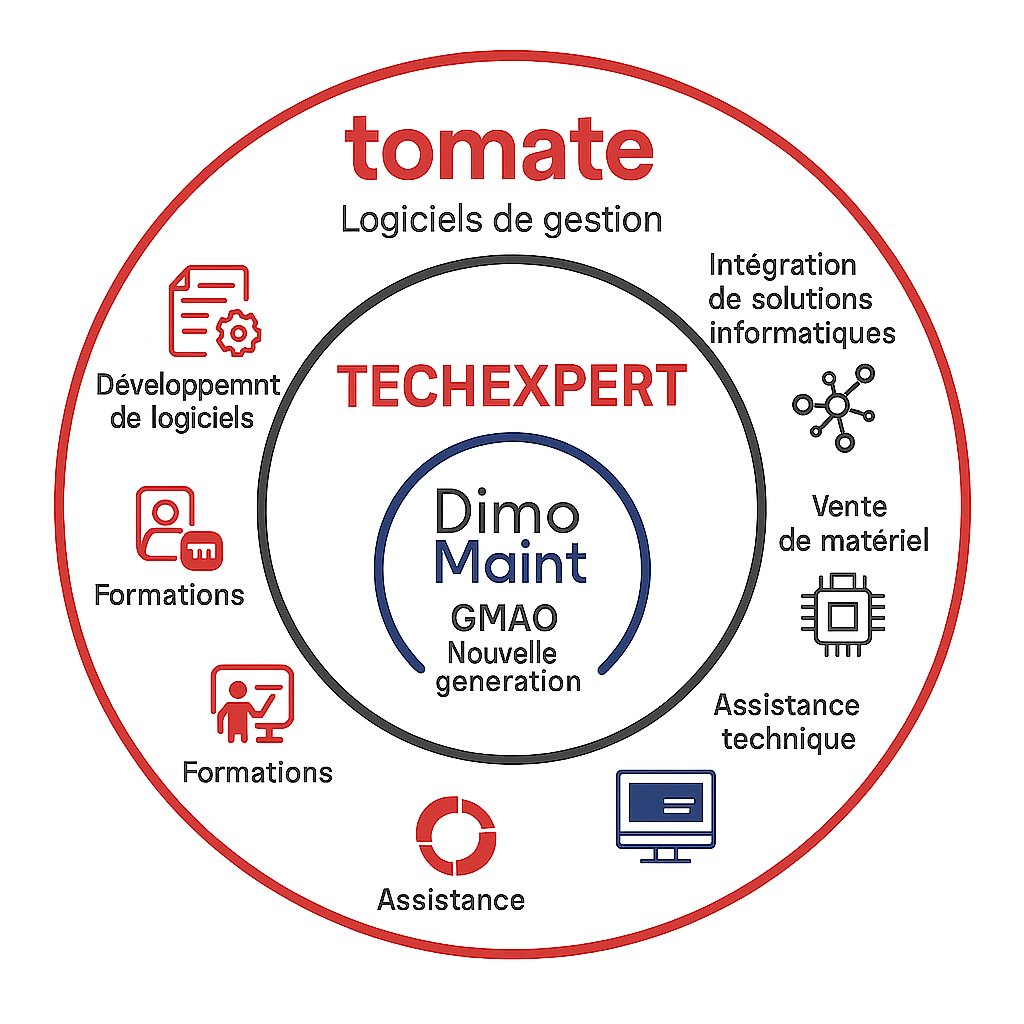 tomate
Logiciels de gestion
Intégration
de solutions
informatiques
Développemnt
de logiciels
TECHEXPERT
Dimo
Maint
GMAO
Nouvelle
generation
Vente
de matériel
Formations
Assistance
technique
Formations
Assistance